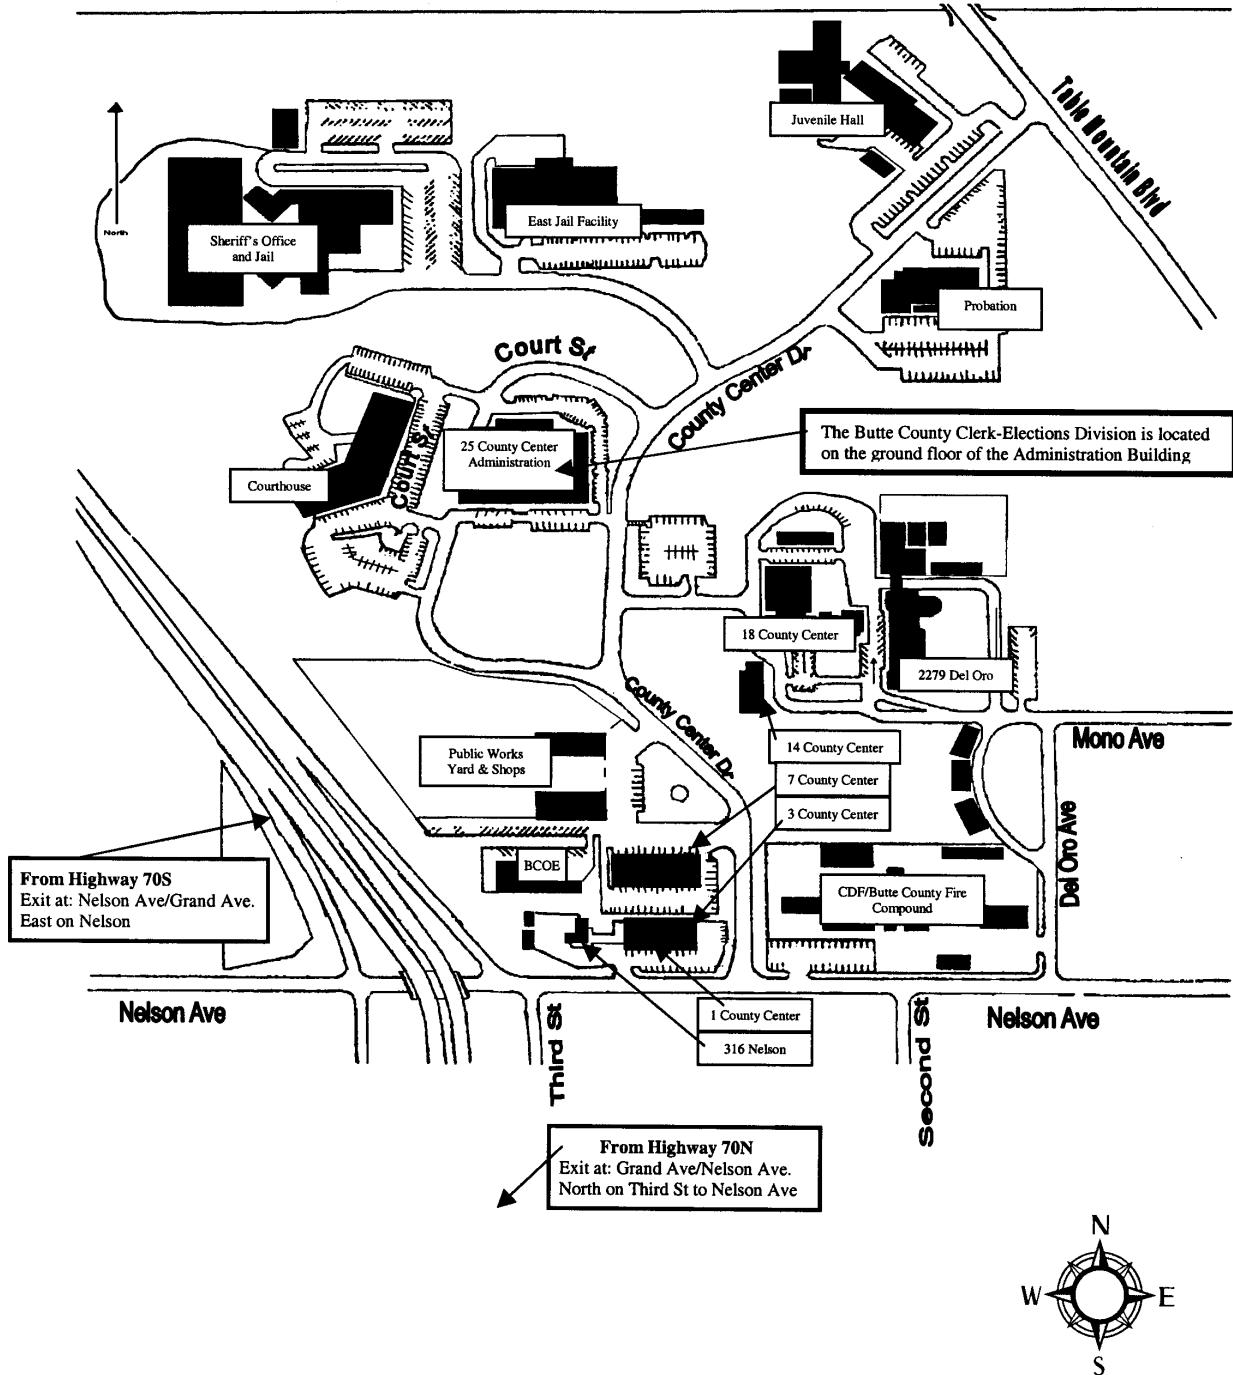 Table Mountain Blvd
Juvenile Hall
North
East Jail Facility
Sheriff's Office
and Jail
Probation
Court St
County Center Dr
The Butte County Clerk-Elections Division is located
on the ground floor of the Administration Building
25 County Center
Administration
Court St
Courthouse
18 County Center
2279 Del Oro
County Center Dr
Mono Ave
14 County Center
Public Works
Yard & Shops
7 County Center
3 County Center
Del Oro Ave
BCOE
CDF/Butte County Fire
Compound
From Highway 70S
Exit at: Nelson Ave/Grand Ave.
East on Nelson
Nelson Ave
1 County Center
Nelson Ave
316 Nelson
Third St
Second St
From Highway 70N
Exit at: Grand Ave/Nelson Ave.
North on Third St to Nelson Ave
N
W
E
S